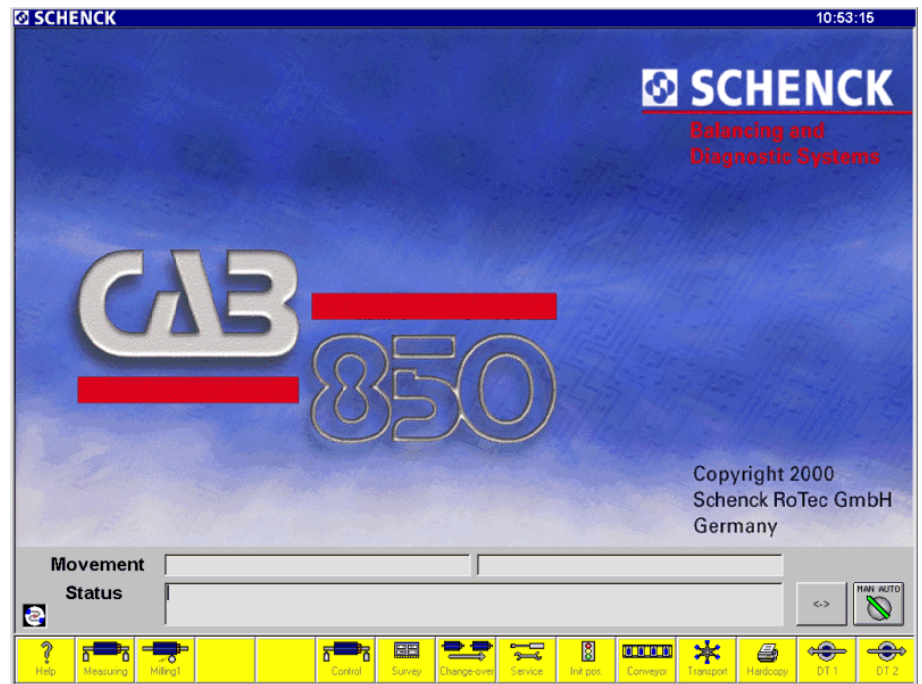 SCHENCK 10:53:15
SCHENCK
Balancing and
Diagnostic Systems
CAB
850
Copyright 2000
Schenck RoTec GmbH
Germany
Movement
Status
<->
MAN AUTO
Help Measuring Milling1 Control Survey Change-over Service Init pos. Conveyor Transport Hardcopy DT 1 DT 2